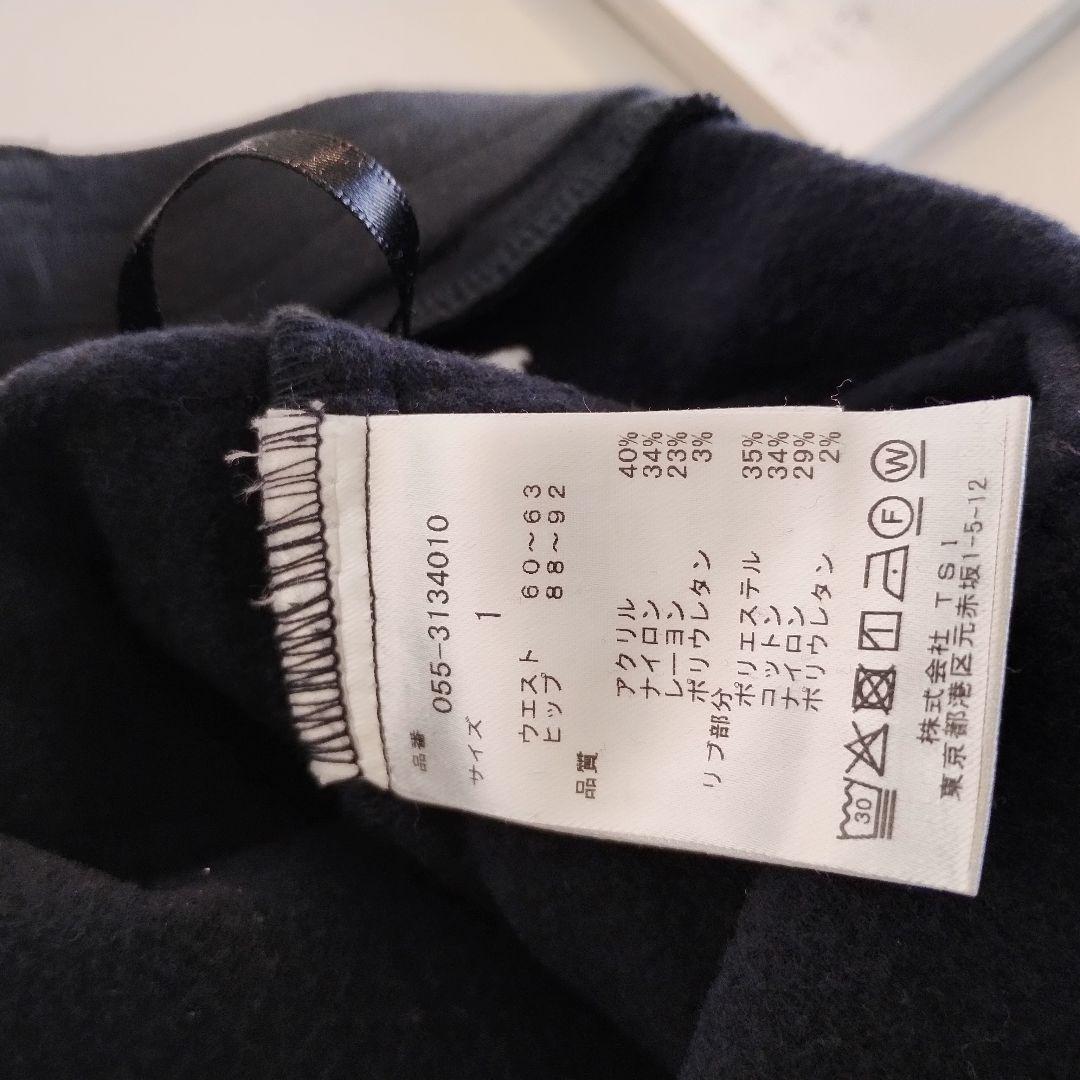 品番 055-3134010
サイズ 1
ウエスト 60～63
ヒップ 88～92
品質
アクリル 40%
ナイロン 34%
レーヨン 23%
ポリウレタン 3%
リブ部分
ポリエステル 35%
コットン 34%
ナイロン 29%
ポリウレタン 2%
30 F W
株式会社 TSI
東京都港区元赤坂1-5-12